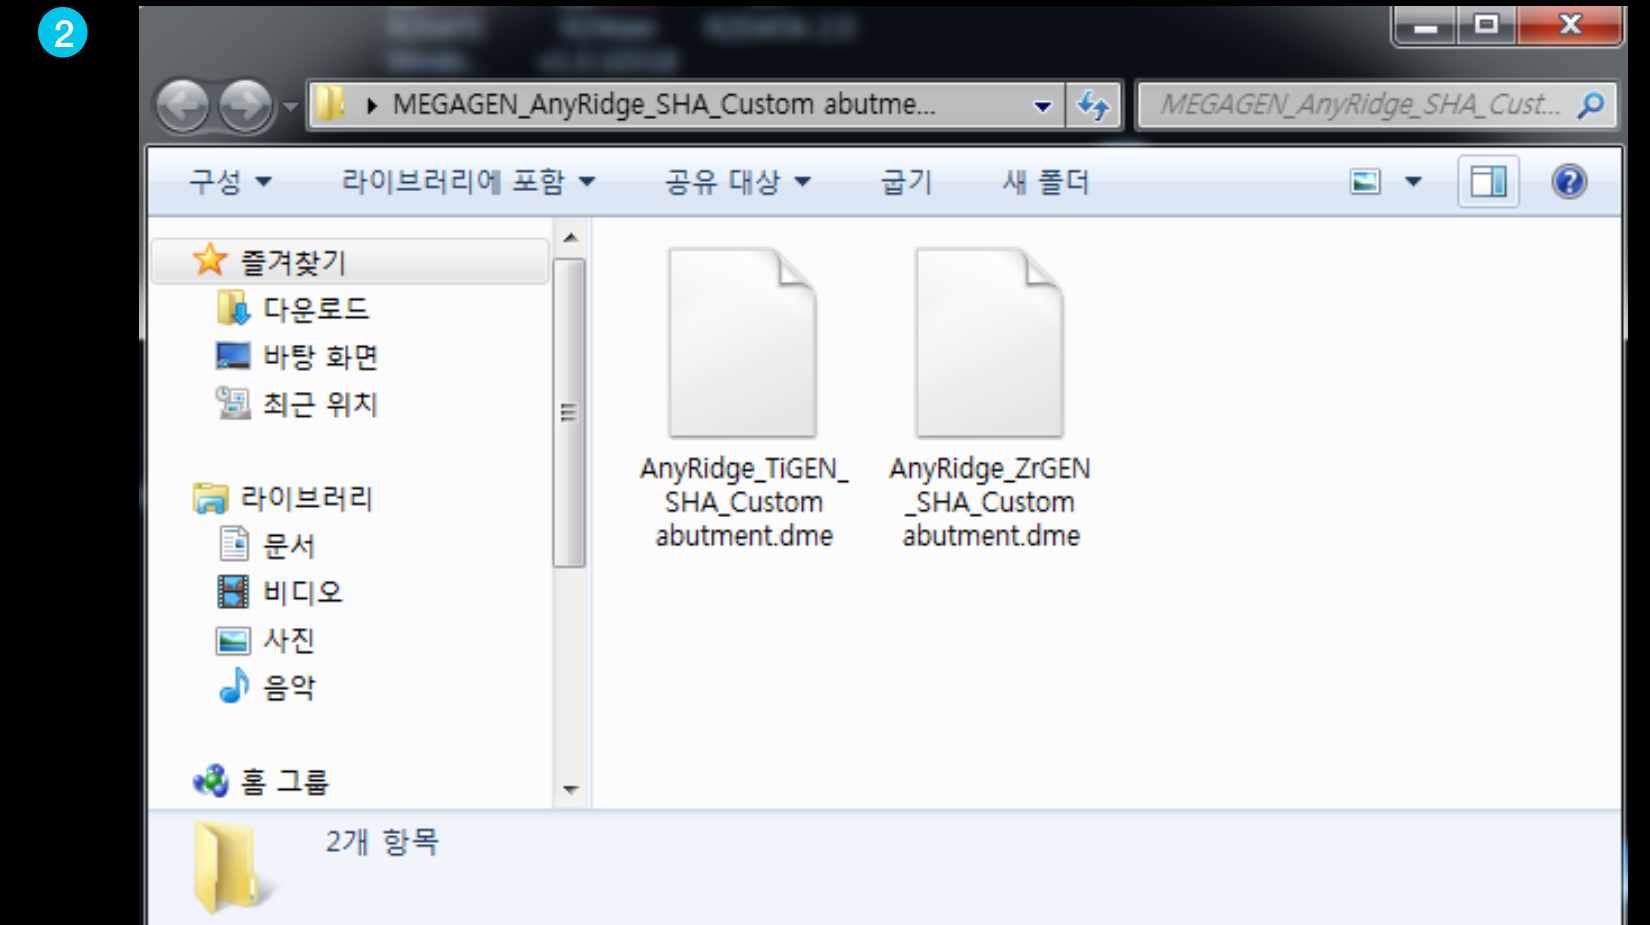 2
MEGAGEN_AnyRidge_SHA_Custom abutme...
MEGAGEN_AnyRidge_SHA_Cust...
구성 라이브러리에 포함 공유 대상 굽기 새 폴더
즐겨찾기
다운로드
바탕 화면
최근 위치
라이브러리
문서
비디오
사진
음악
홈 그룹
AnyRidge_TiGEN_
SHA_Custom
abutment.dme
AnyRidge_ZrGEN
_SHA_Custom
abutment.dme
2개 항목